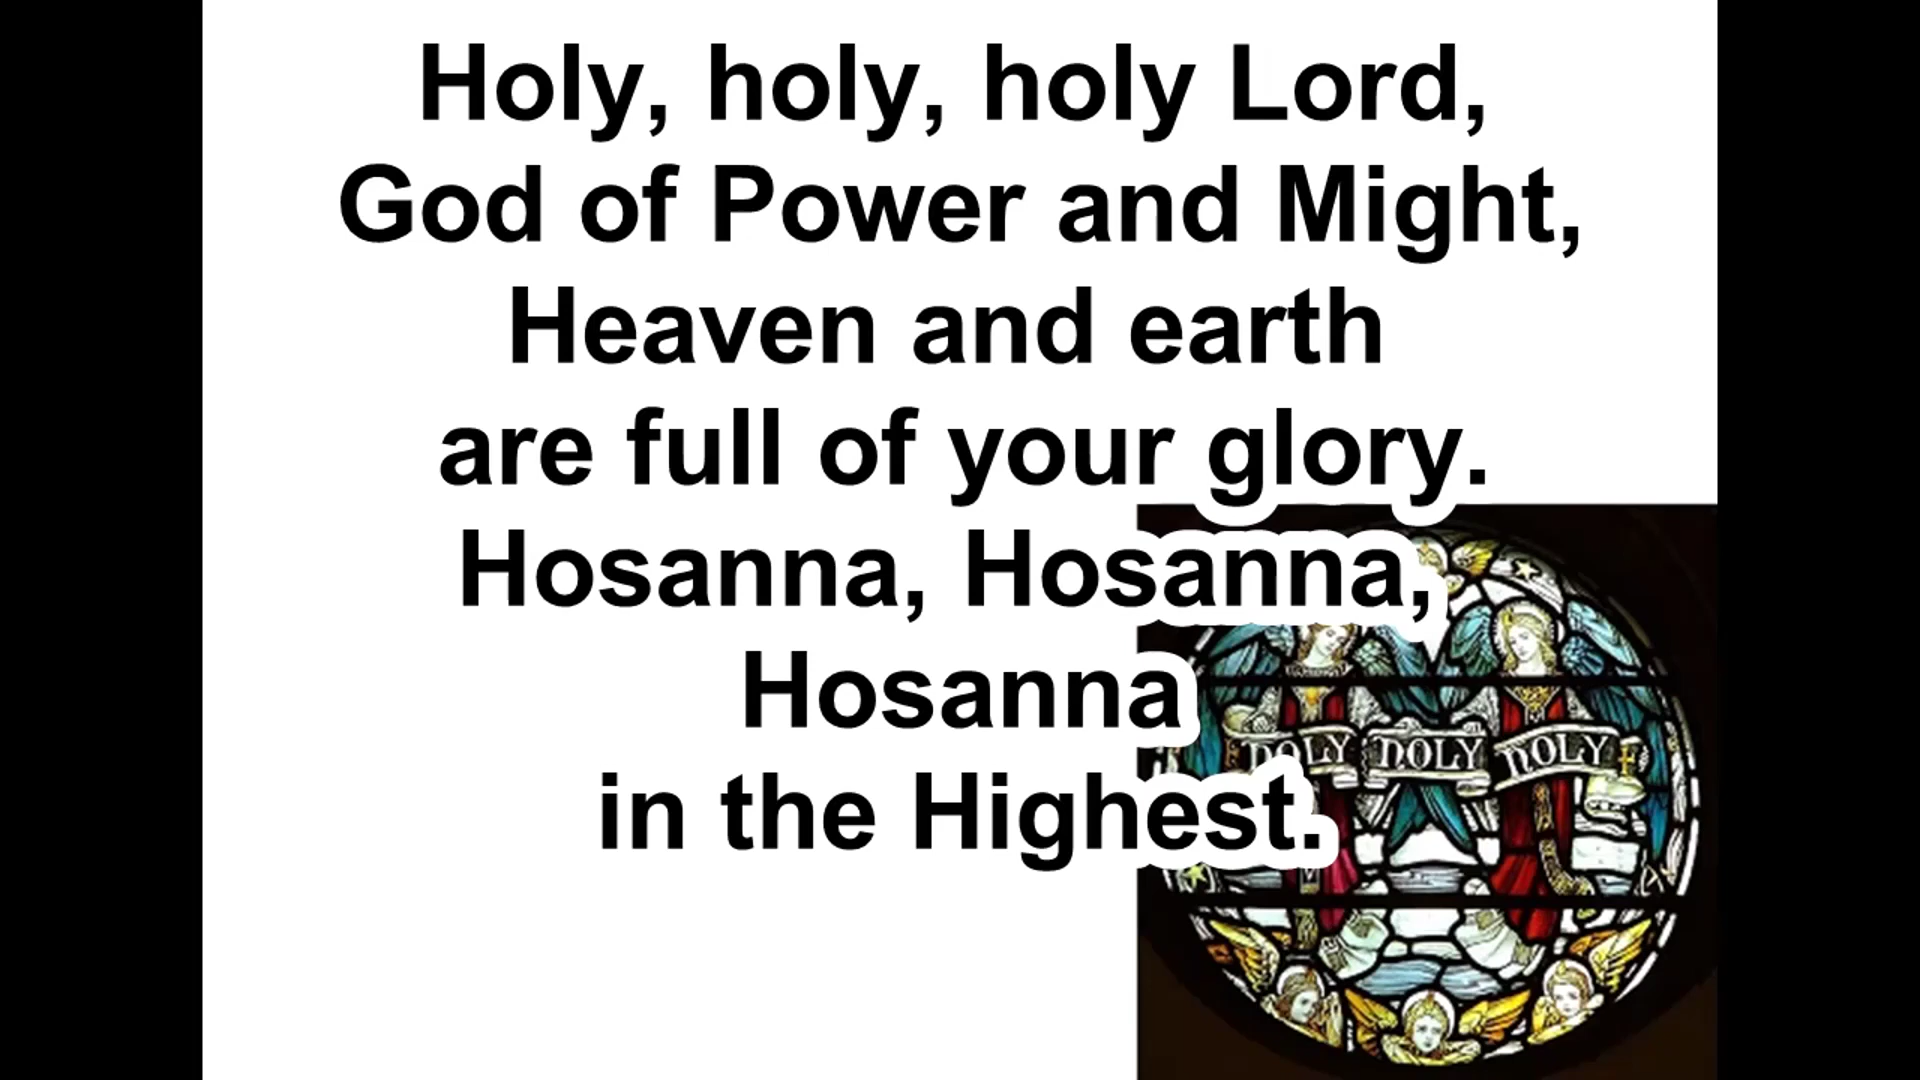 Holy, holy, holy Lord,
God of Power and Might,
Heaven and earth
are full of your glory.
Hosanna, Hosanna,
Hosanna
in the Highest.
HOLY HOLY HOLY